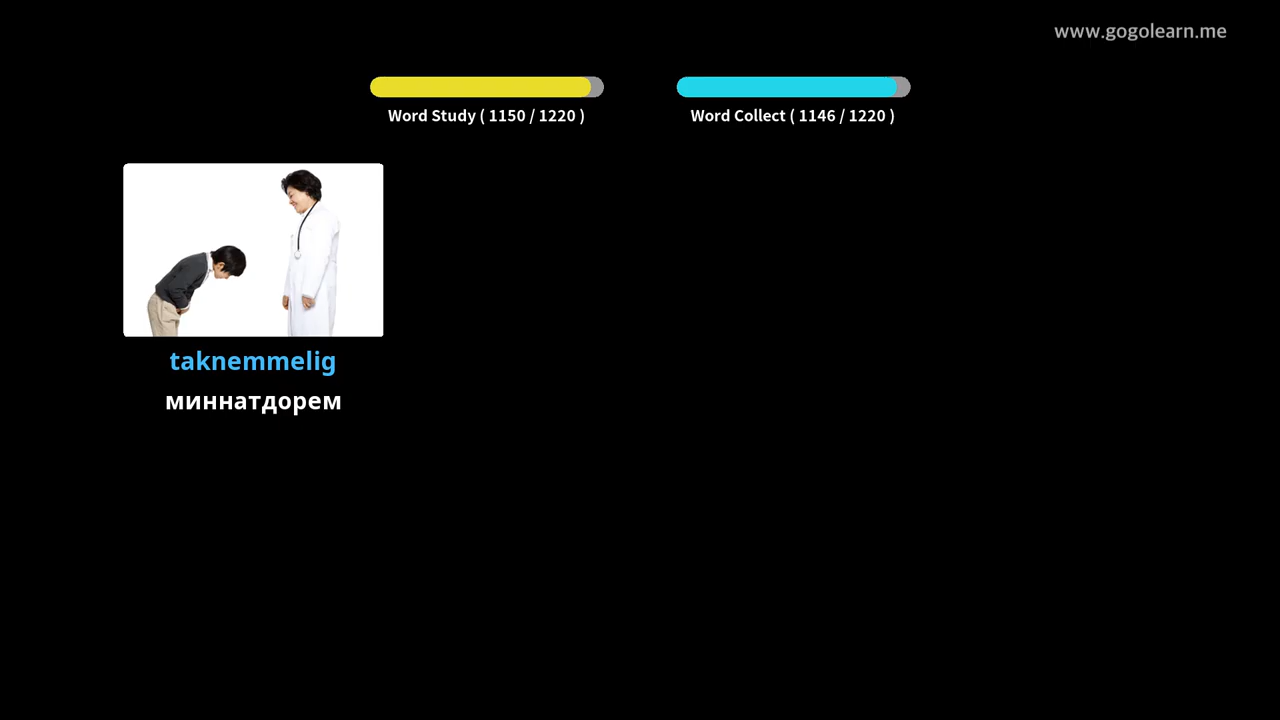 www.gogolearn.me
Word Study ( 1150 / 1220 )
Word Collect ( 1146 / 1220 )
taknemmelig
миннатдорем